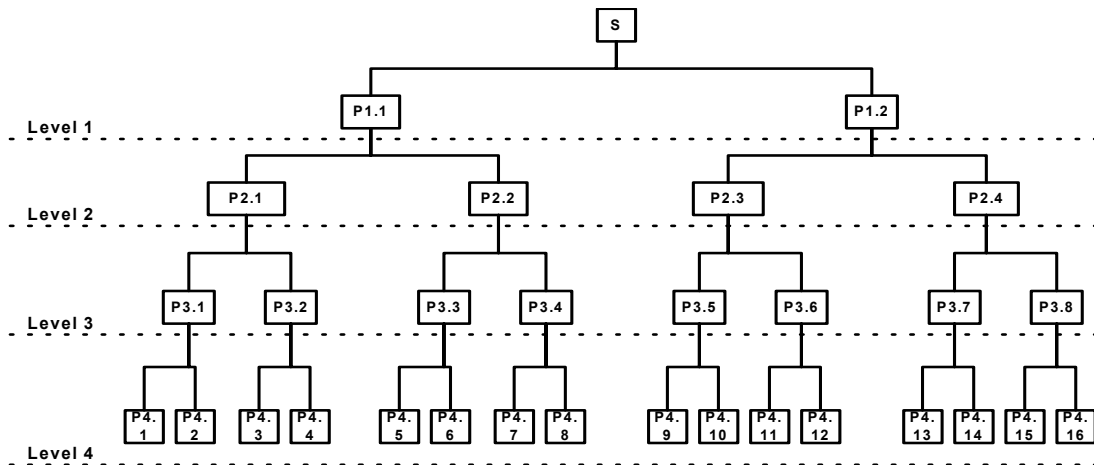 S
P1.1 P1.2
Level 1
P2.1 P2.2 P2.3 P2.4
Level 2
P3.1 P3.2 P3.3 P3.4 P3.5 P3.6 P3.7 P3.8
Level 3
P4. P4. P4. P4. P4. P4. P4. P4. P4. P4. P4. P4. P4. P4. P4. P4.
1 2 3 4 5 6 7 8 9 10 11 12 13 14 15 16
Level 4